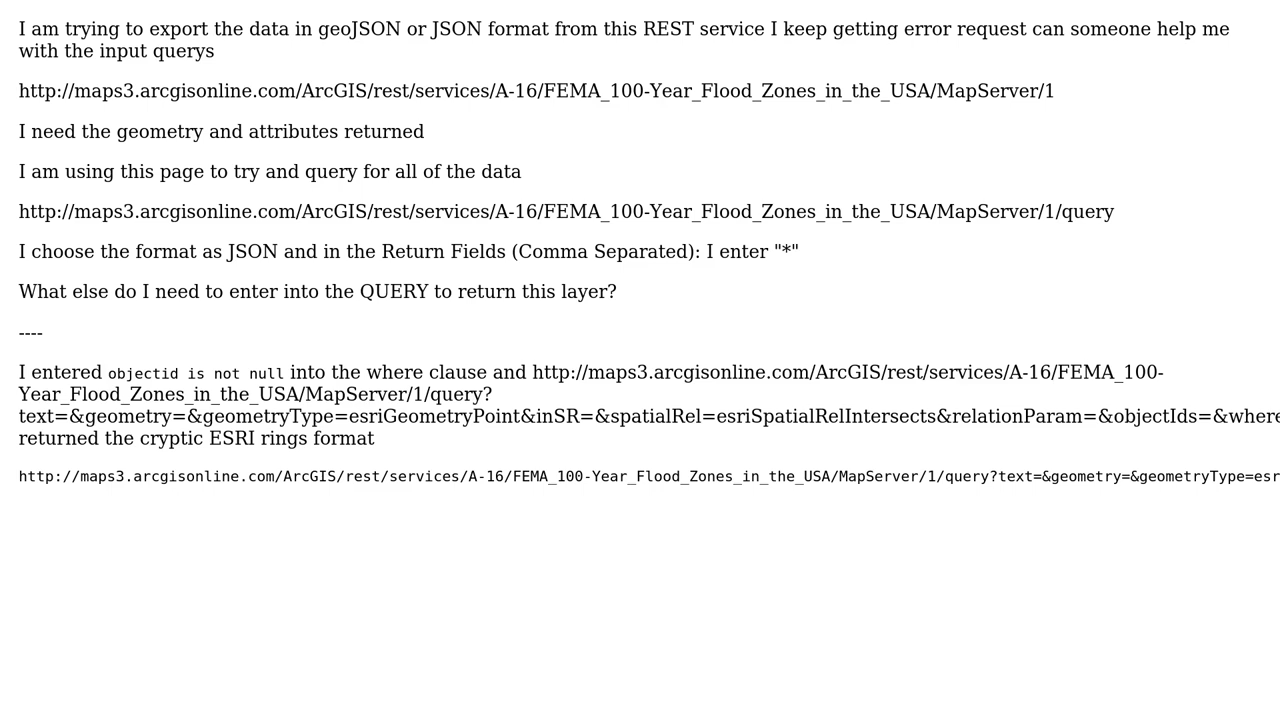 I am trying to export the data in geoJSON or JSON format from this REST service I keep getting error request can someone help me
with the input querys
http://maps3.arcgisonline.com/ArcGIS/rest/services/A-16/FEMA_100-Year_Flood_Zones_in_the_USA/MapServer/1
I need the geometry and attributes returned
I am using this page to try and query for all of the data
http://maps3.arcgisonline.com/ArcGIS/rest/services/A-16/FEMA_100-Year_Flood_Zones_in_the_USA/MapServer/1/query
I choose the format as JSON and in the Return Fields (Comma Separated): I enter "*"
What else do I need to enter into the QUERY to return this layer?
----
I entered objectid is not null into the where clause and http://maps3.arcgisonline.com/ArcGIS/rest/services/A-16/FEMA_100-
Year_Flood_Zones_in_the_USA/MapServer/1/query?
text=&geometry=&geometryType=esriGeometryPoint&inSR=&spatialRel=esriSpatialRelIntersects&relationParam=&objectIds=&where
returned the cryptic ESRI rings format
http://maps3.arcgisonline.com/ArcGIS/rest/services/A-16/FEMA_100-Year_Flood_Zones_in_the_USA/MapServer/1/query?text=&geometry=&geometryType=esr